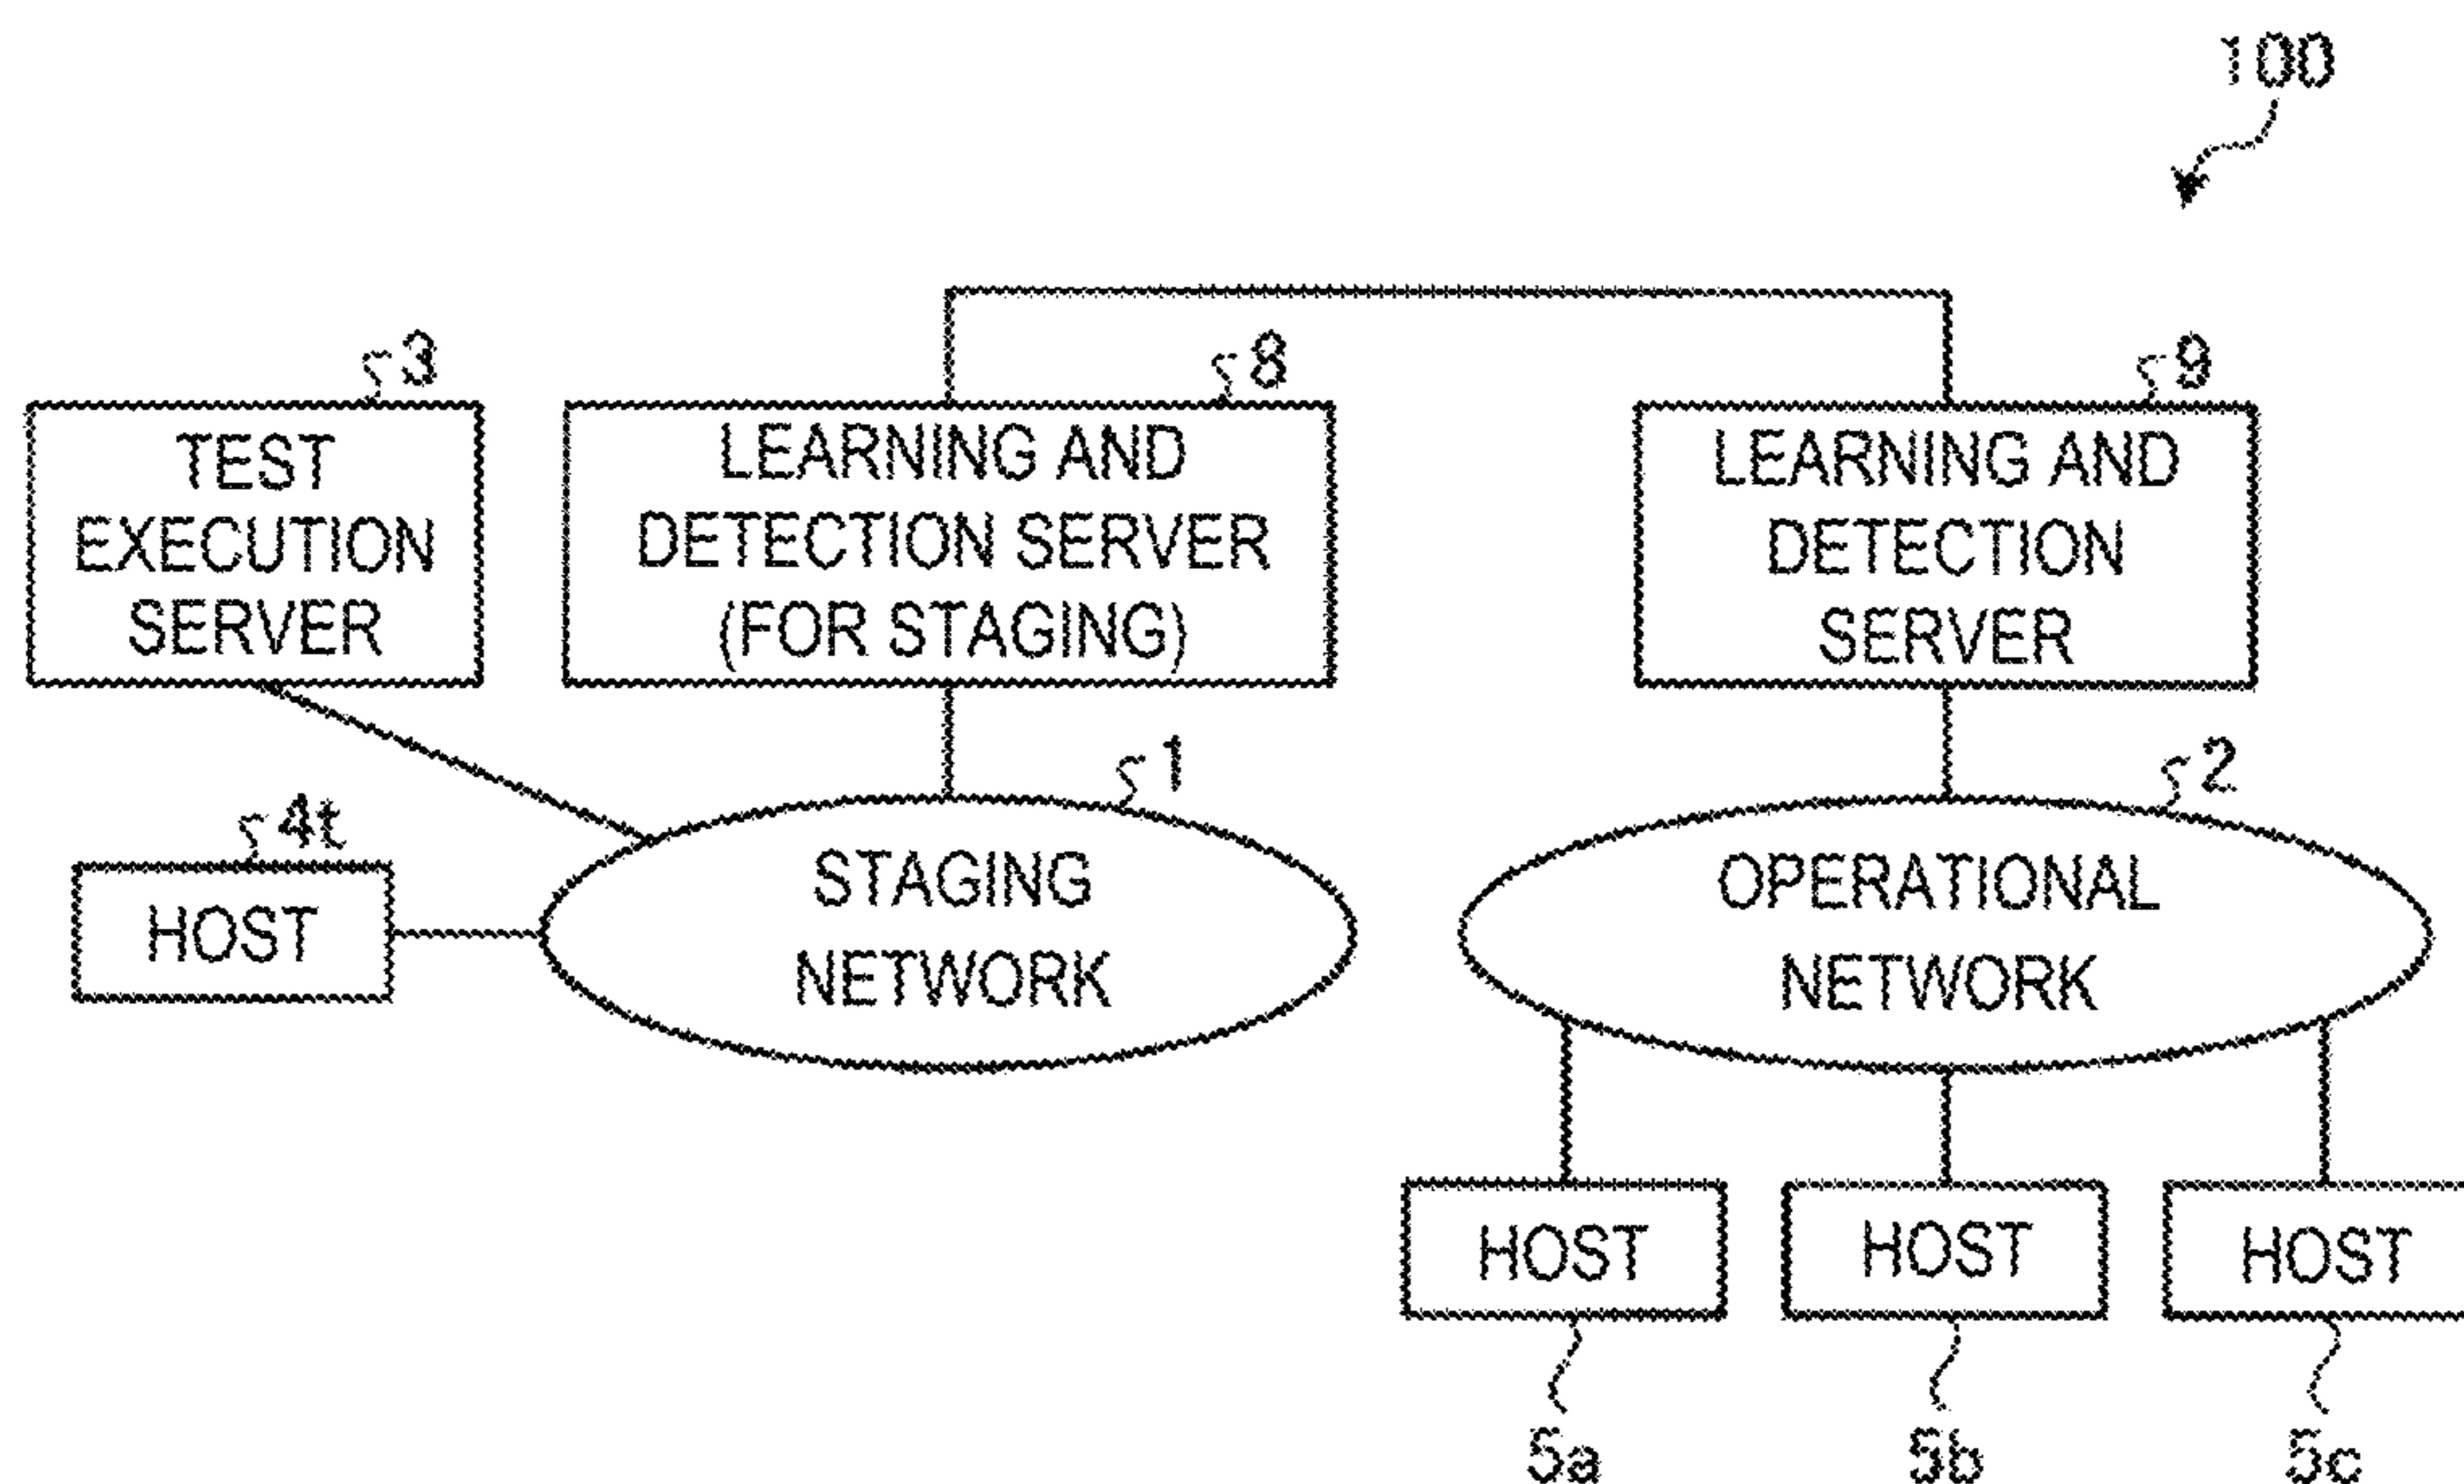 100
3
8
9
TEST
EXECUTION
SERVER
LEARNING AND
DETECTION SERVER
(FOR STAGING)
LEARNING AND
DETECTION
SERVER
1
2
4t
HOST
STAGING
NETWORK
OPERATIONAL
NETWORK
HOST
HOST
HOST
5a
5b
5c